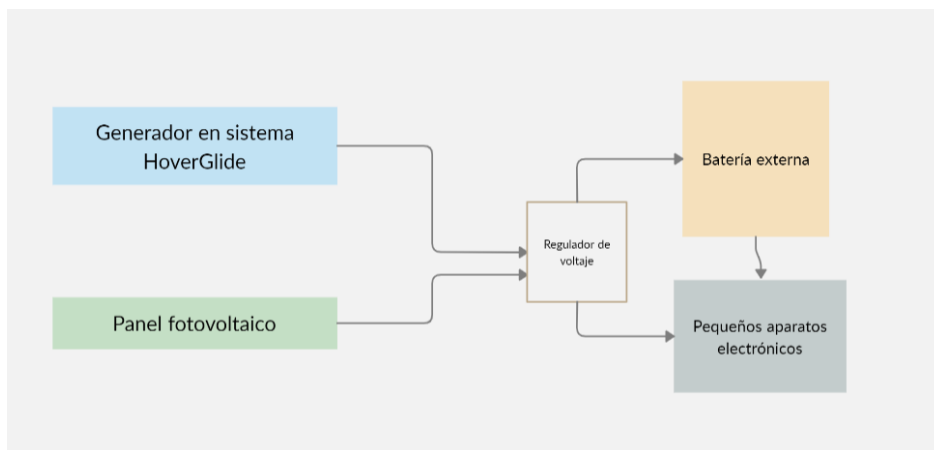 Generador en sistema
HoverGlide
Panel fotovoltaico
Regulador de
voltaje
Batería externa
Pequeños aparatos
electrónicos